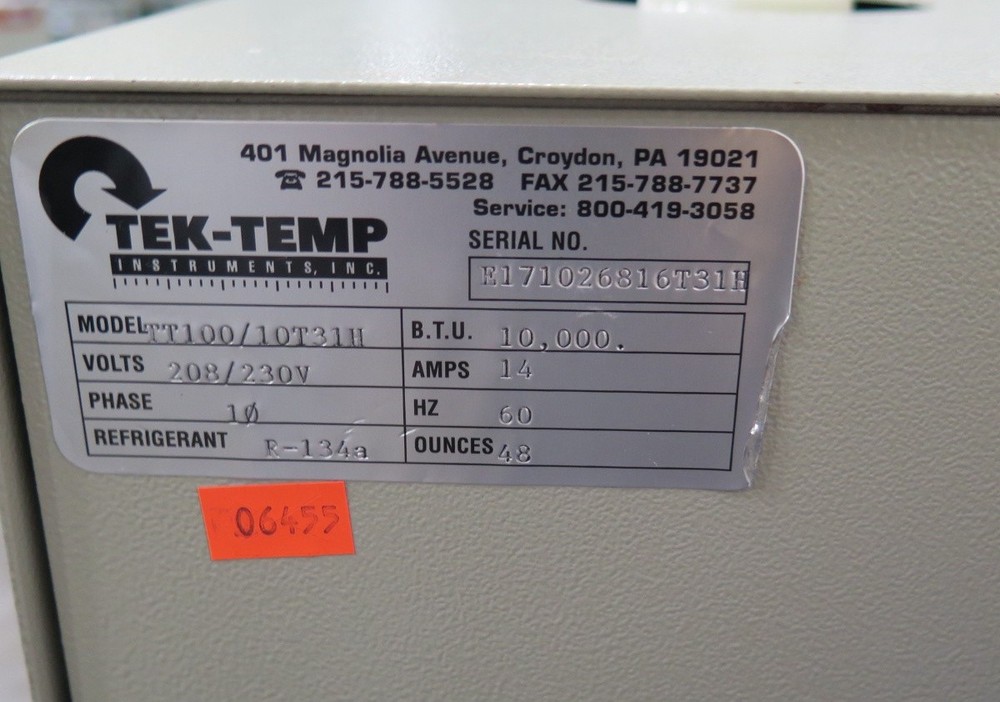 401 Magnolia Avenue, Croydon, PA 19021
☎ 215-788-5528 FAX 215-788-7737
Service: 800-419-3058
TEK-TEMP
INSTRUMENTS, INC.
SERIAL NO.
E171026816T31H
MODEL TT100/10T31H B.T.U. 10,000.
VOLTS 208/230V AMPS 14
PHASE 1Ø HZ 60
REFRIGERANT R-134a OUNCES 48
06455